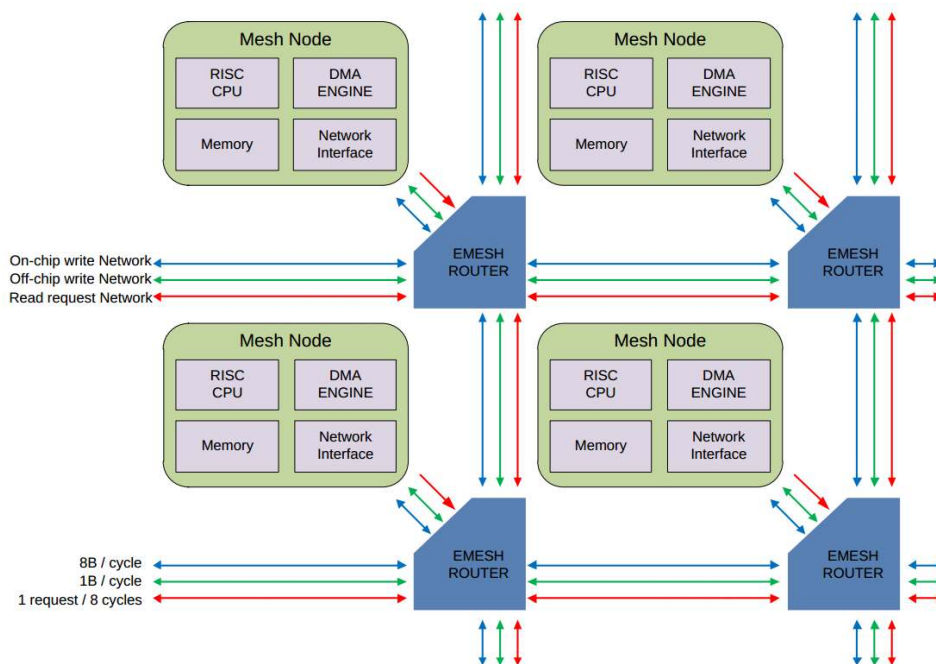 Mesh Node
RISC
CPU
DMA
ENGINE
Memory
Network
Interface
Mesh Node
RISC
CPU
DMA
ENGINE
Memory
Network
Interface
EMESH
ROUTER
EMESH
ROUTER
On-chip write Network
Off-chip write Network
Read request Network
Mesh Node
RISC
CPU
DMA
ENGINE
Memory
Network
Interface
Mesh Node
RISC
CPU
DMA
ENGINE
Memory
Network
Interface
EMESH
ROUTER
EMESH
ROUTER
8B / cycle
1B / cycle
1 request / 8 cycles